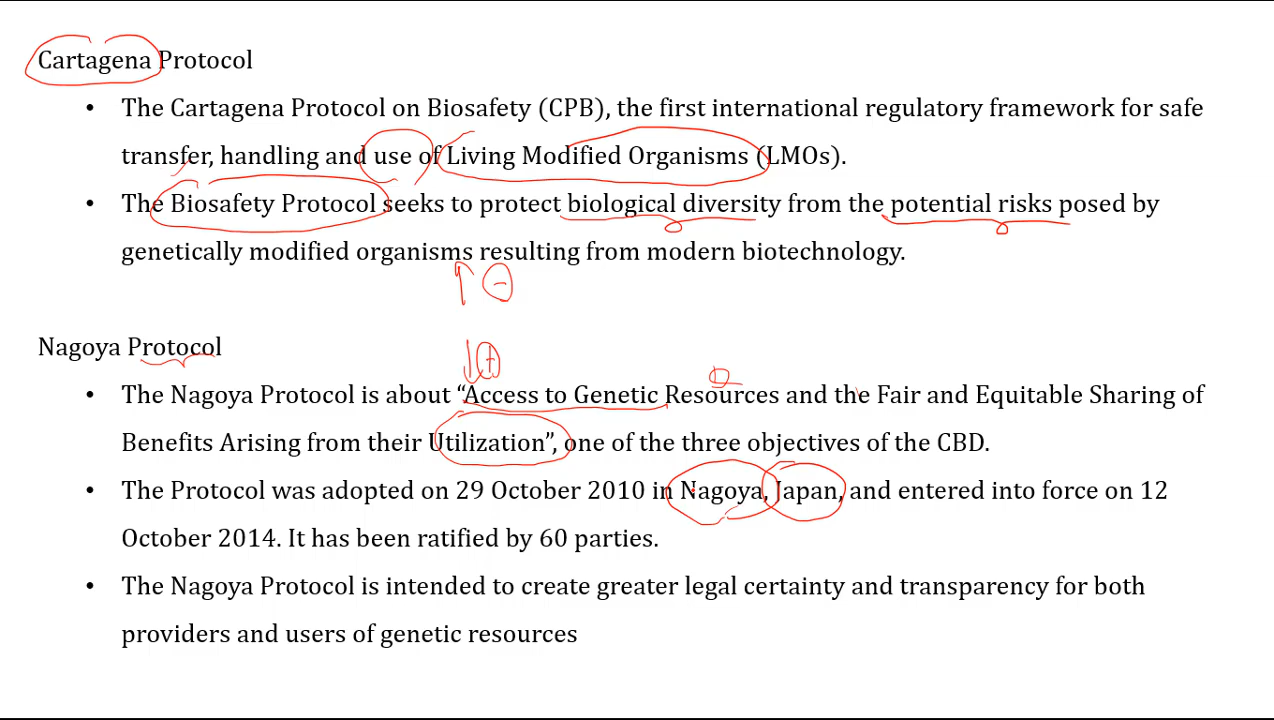 Cartagena Protocol
• The Cartagena Protocol on Biosafety (CPB), the first international regulatory framework for safe
transfer, handling and use of Living Modified Organisms (LMOs).
• The Biosafety Protocol seeks to protect biological diversity from the potential risks posed by
genetically modified organisms resulting from modern biotechnology.
Nagoya Protocol
• The Nagoya Protocol is about “Access to Genetic Resources and the Fair and Equitable Sharing of
Benefits Arising from their Utilization”, one of the three objectives of the CBD.
• The Protocol was adopted on 29 October 2010 in Nagoya, Japan, and entered into force on 12
October 2014. It has been ratified by 60 parties.
• The Nagoya Protocol is intended to create greater legal certainty and transparency for both
providers and users of genetic resources